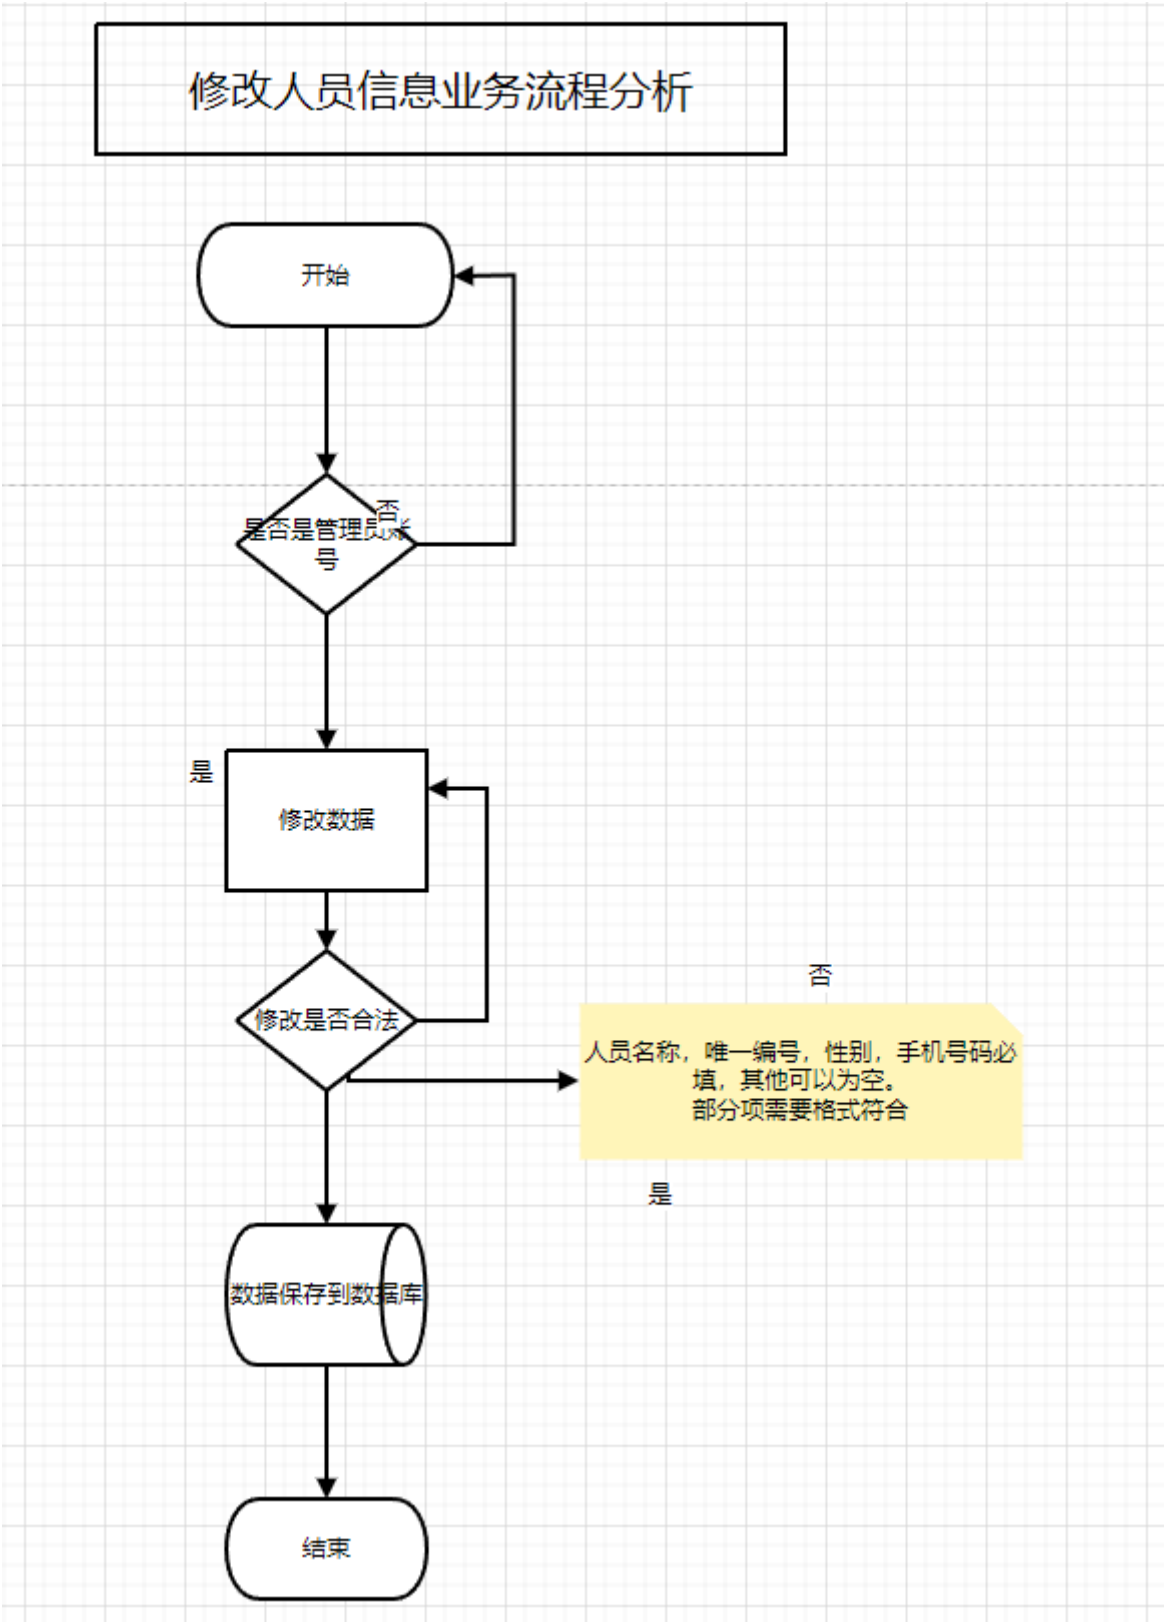 修改人员信息业务流程分析
开始
否
是否是管理员账
号
是
修改数据
修改是否合法
否
人员名称，唯一编号，性别，手机号码必
填，其他可以为空。
部分项需要格式符合
是
数据保存到数据库
结束